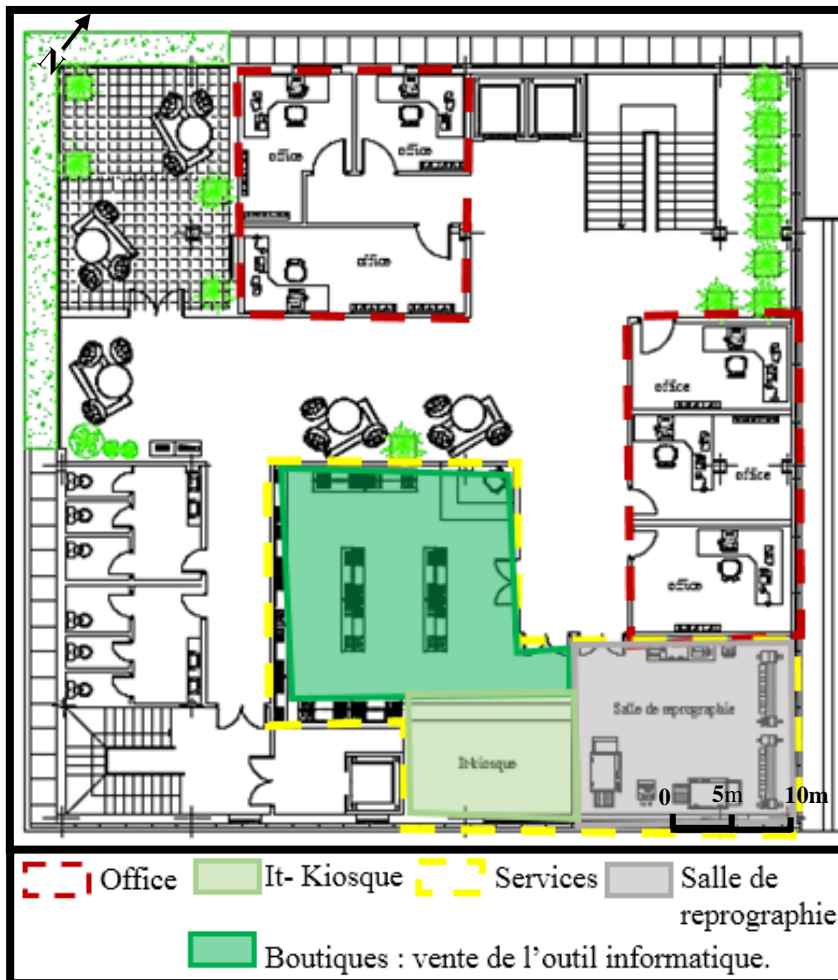 N
office
office
office
office
office
office
Salle de reprographie
It-kiosque
0 5m 10m
Office
It- Kiosque
Services
Salle de
reprographie
Boutiques : vente de l’outil informatique.